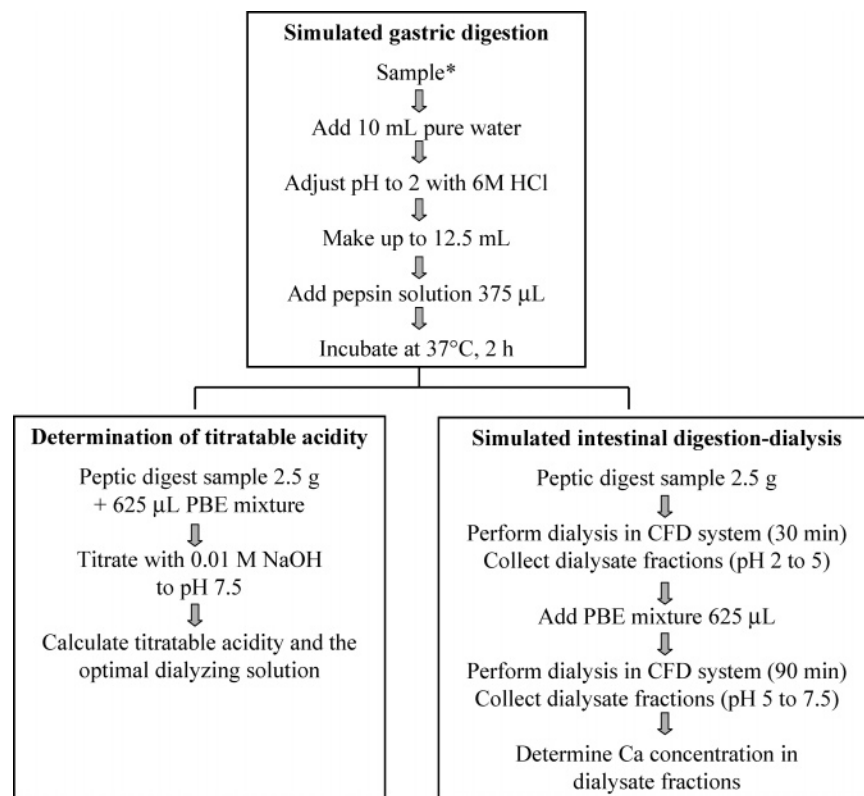 Simulated gastric digestion
Sample*
Add 10 mL pure water
Adjust pH to 2 with 6M HCl
Make up to 12.5 mL
Add pepsin solution 375 μL
Incubate at 37°C, 2 h
Determination of titratable acidity
Peptic digest sample 2.5 g
+ 625 μL PBE mixture
Titrate with 0.01 M NaOH
to pH 7.5
Calculate titratable acidity and the
optimal dialyzing solution
Simulated intestinal digestion-dialysis
Peptic digest sample 2.5 g
Perform dialysis in CFD system (30 min)
Collect dialysate fractions (pH 2 to 5)
Add PBE mixture 625 μL
Perform dialysis in CFD system (90 min)
Collect dialysate fractions (pH 5 to 7.5)
Determine Ca concentration in
dialysate fractions